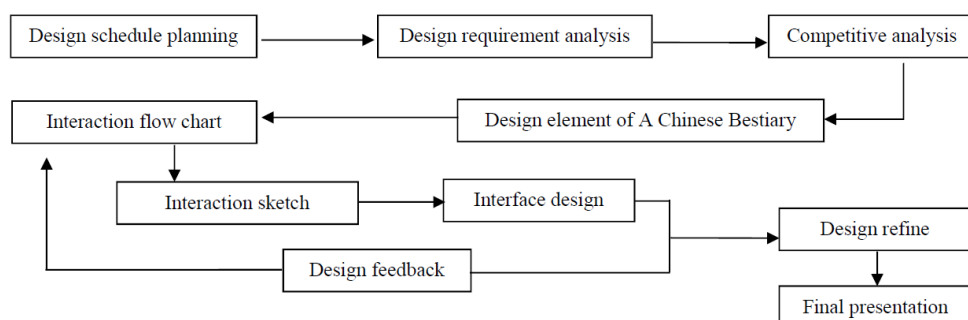 Design schedule planning
Design requirement analysis
Competitive analysis
Interaction flow chart
Design element of A Chinese Bestiary
Interaction sketch
Interface design
Design refine
Design feedback
Final presentation